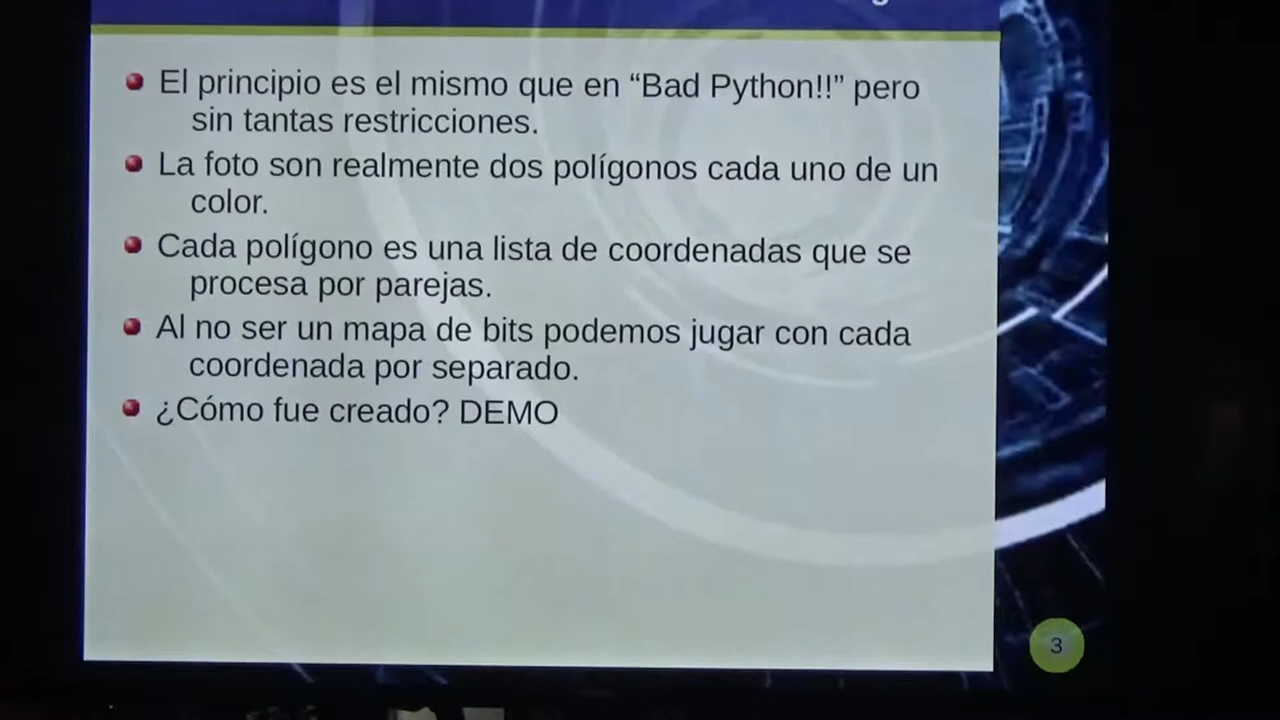 El principio es el mismo que en “Bad Python!!” pero
sin tantas restricciones.
La foto son realmente dos polígonos cada uno de un
color.
Cada polígono es una lista de coordenadas que se
procesa por parejas.
Al no ser un mapa de bits podemos jugar con cada
coordenada por separado.
¿Cómo fue creado? DEMO
3